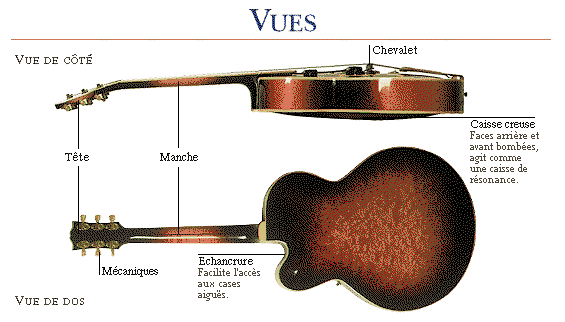 VUES
VUE DE CÔTÉ
Chevalet
Caisse creuse
Faces arrière et
avant bombées,
agit comme
une caisse de
résonance.
Tête
Manche
Echancrure
Facilite l'accès
aux cases
aiguës.
Mécaniques
VUE DE DOS